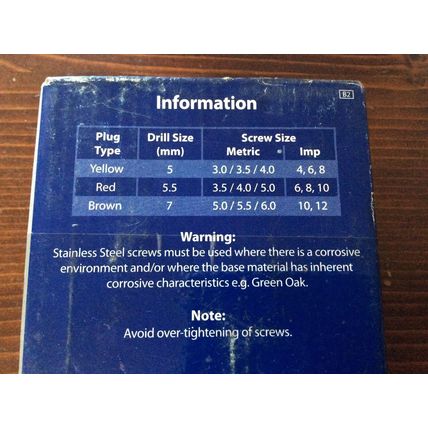 B2
Information
Plug Type Drill Size (mm) Screw Size Metric Imp
Yellow 5 3.0 / 3.5 / 4.0 4, 6, 8
Red 5.5 3.5 / 4.0 / 5.0 6, 8, 10
Brown 7 5.0 / 5.5 / 6.0 10, 12
Warning:
Stainless Steel screws must be used where there is a corrosive
environment and/or where the base material has inherent
corrosive characteristics e.g. Green Oak.
Note:
Avoid over-tightening of screws.